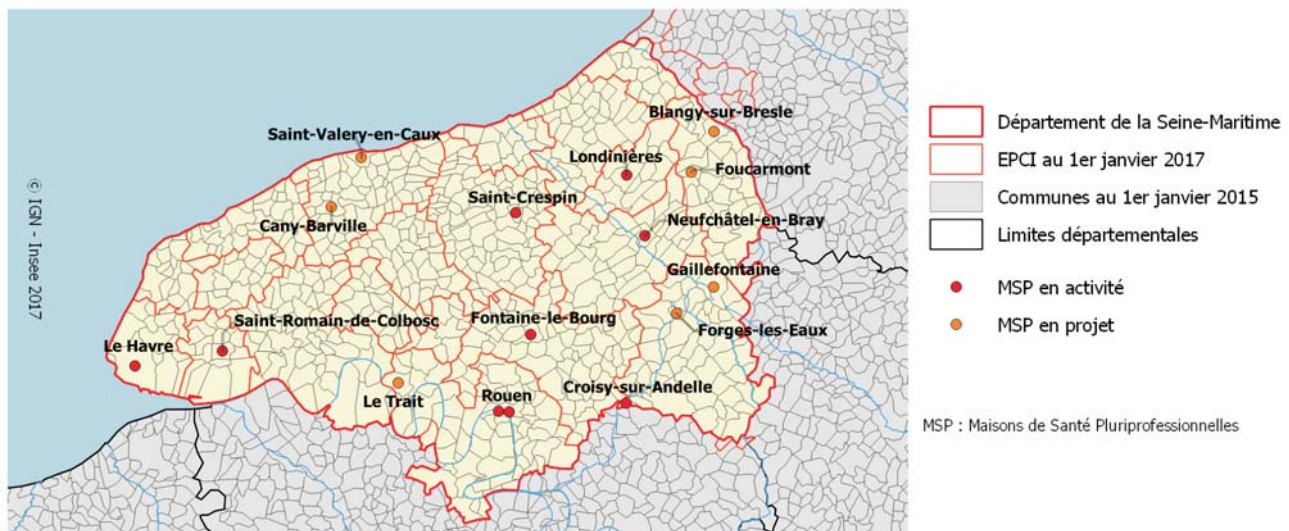 Blangy-sur-Bresle
Saint-Valery-en-Caux
Londinières
Foucarmont
Saint-Crespin
Cany-Barville
Neufchâtel-en-Bray
Gaillefontaine
Saint-Romain-de-Colbosc
Fontaine-le-Bourg
Forges-les-Eaux
Le Havre
Croisy-sur-Andelle
Le Trait
Rouen
© IGN - Insee 2017
Département de la Seine-Maritime
EPCI au 1er janvier 2017
Communes au 1er janvier 2015
Limites départementales
MSP en activité
MSP en projet
MSP : Maisons de Santé Pluriprofessionnelles